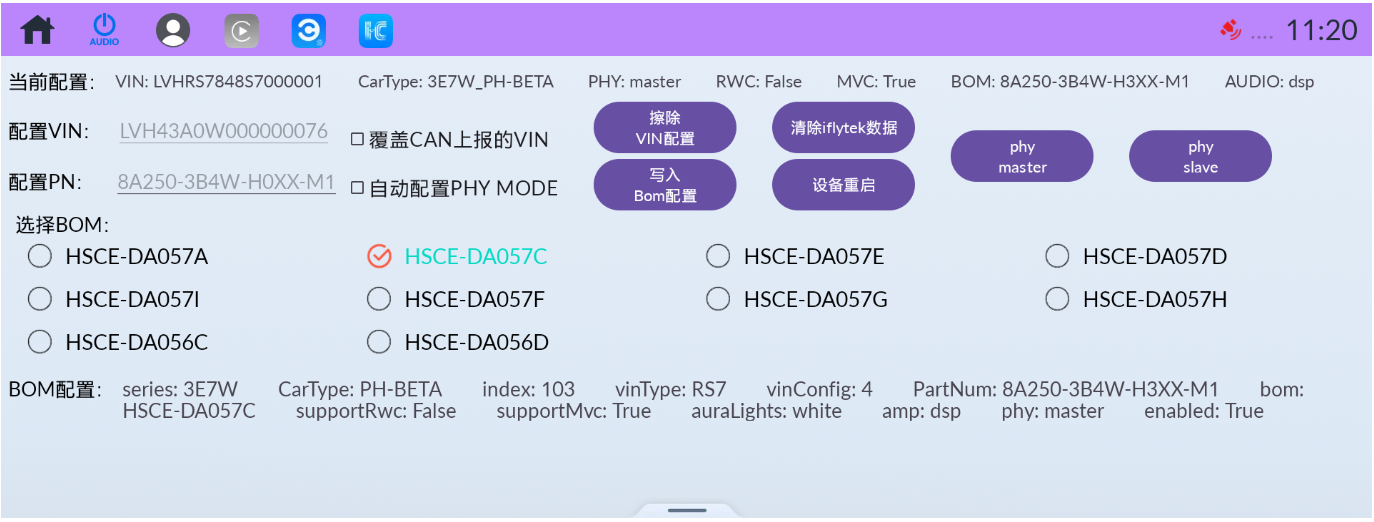 AUDIO
.... 11:20
当前配置： VIN: LVHRS7848S7000001 CarType: 3E7W_PH-BETA PHY: master RWC: False MVC: True BOM: 8A250-3B4W-H3XX-M1 AUDIO: dsp
配置VIN: LVH43A0W000000076 覆盖CAN上报的VIN
擦除
VIN配置
清除iflytek数据
phy
master
phy
slave
配置PN: 8A250-3B4W-H0XX-M1 自动配置PHY MODE
写入
Bom配置
设备重启
选择BOM:
HSCE-DA057A HSCE-DA057C HSCE-DA057E HSCE-DA057D
HSCE-DA057I HSCE-DA057F HSCE-DA057G HSCE-DA057H
HSCE-DA056C HSCE-DA056D
BOM配置： series: 3E7W CarType: PH-BETA index: 103 vinType: RS7 vinConfig: 4 PartNum: 8A250-3B4W-H3XX-M1 bom:
HSCE-DA057C supportRwc: False supportMvc: True auraLights: white amp: dsp phy: master enabled: True